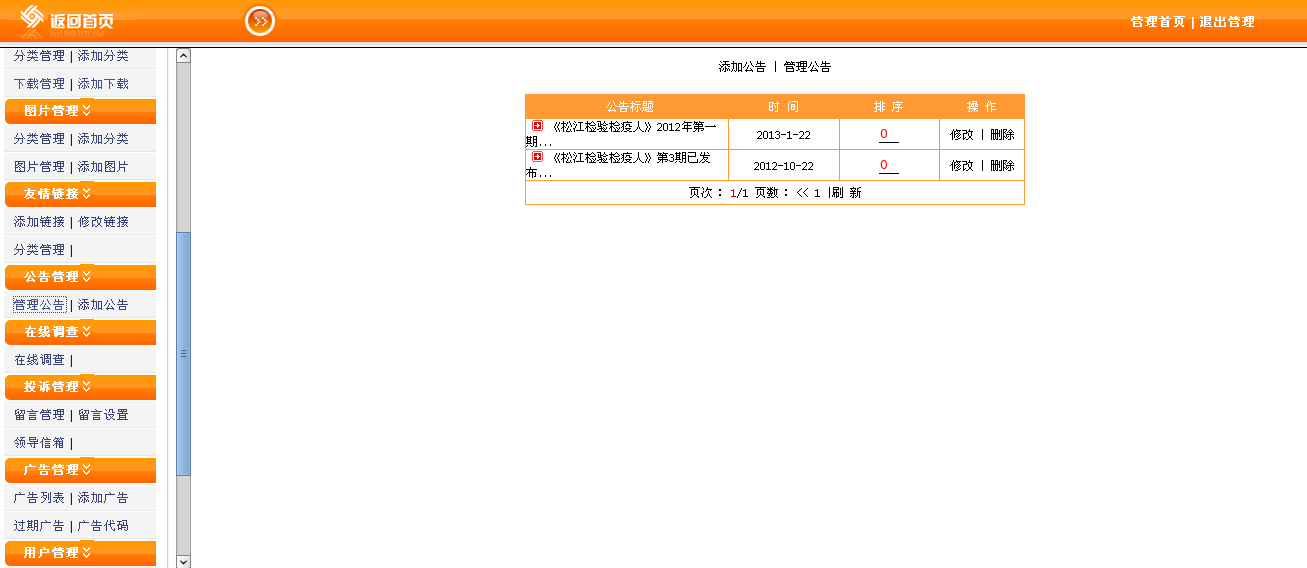 返回首页
管理首页 | 退出管理
分类管理 | 添加分类
下载管理 | 添加下载
图片管理
分类管理 | 添加分类
图片管理 | 添加图片
友情链接
添加链接 | 修改链接
分类管理 |
公告管理
管理公告 | 添加公告
在线调查
在线调查 |
投诉管理
留言管理 | 留言设置
领导信箱 |
广告管理
广告列表 | 添加广告
过期广告 | 广告代码
用户管理
添加公告 | 管理公告
公告标题 时 间 排 序 操 作
《松江检验检疫人》2012年第一
期... 2013-1-22 0 修改 | 删除
《松江检验检疫人》第3期已发
布... 2012-10-22 0 修改 | 删除
页次： 1/1 页数： << 1 |刷 新